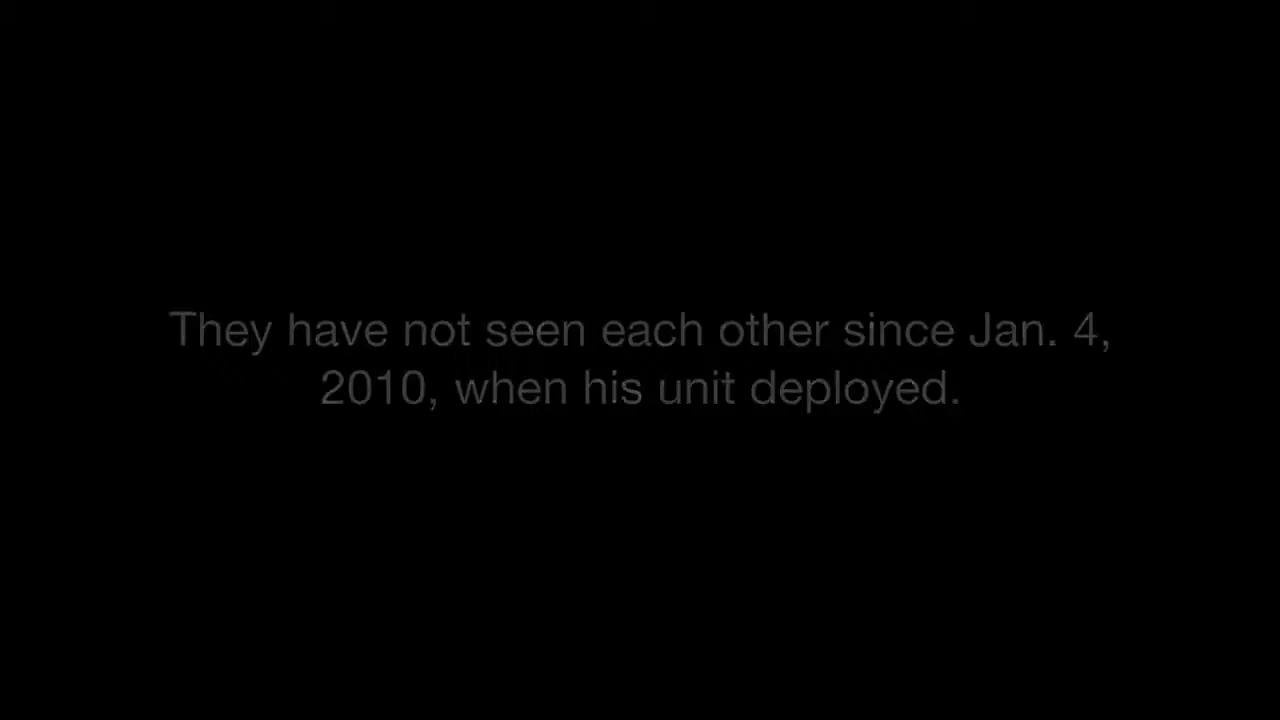 They have not seen each other since Jan. 4,
2010, when his unit deployed.